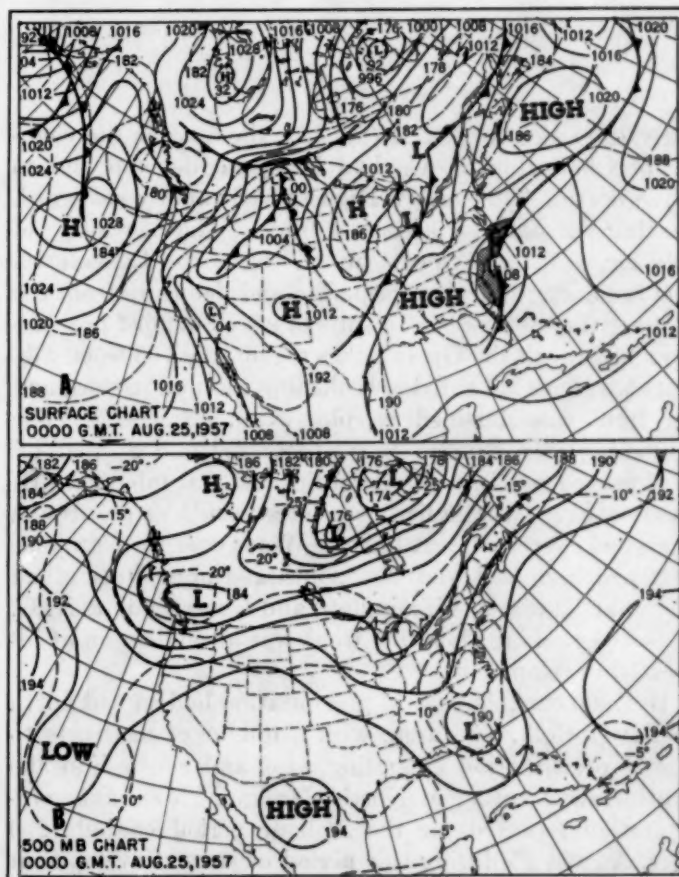 92 1008 1016 1020 1028 1016 176 1000 1008 1012 1020
04 182 L 1012 1016
1012 182 H 92 178 184
32 996
1024 176 180 HIGH 1020
1020 182 186
1024 180 L 1012 188
H 1028 00 H 1020
184 1004 186 L 1012
1024 HIGH 08 1016
1020 L H 1012
186 04
188 1016 192 190 1012
A 1012
SURFACE CHART
0000 G.M.T. AUG.25,1957 1008 1008 1012
182 186 -20° 186 182 180 176 178 184 186 188 190
184 H L -25° -15° -10° 192
188 -15° 25° 174
190 176
-20° L
192 -20° 184
L 194
194 -10° 190
L
LOW 194
-5°
B -10° HIGH
194 -5°
500 MB CHART
0000 G.M.T. AUG.25,1957